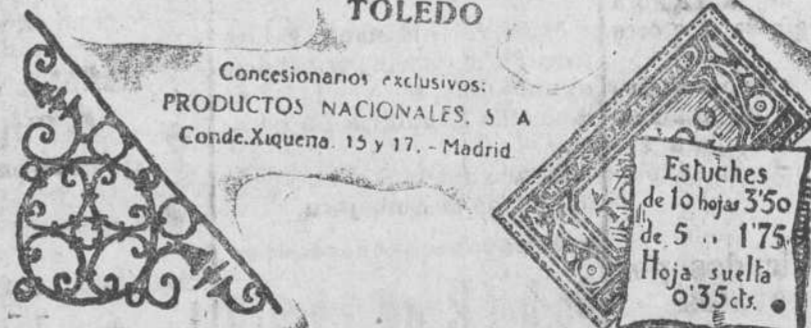 TOLEDO
Concesionarios exclusivos:
PRODUCTOS NACIONALES, S A
Conde.Xiquena. 15 y 17. - Madrid
Estuches
de 10 hojas 3'50
de 5 ,, 1'75
Hoja suelta
0'35 cts.